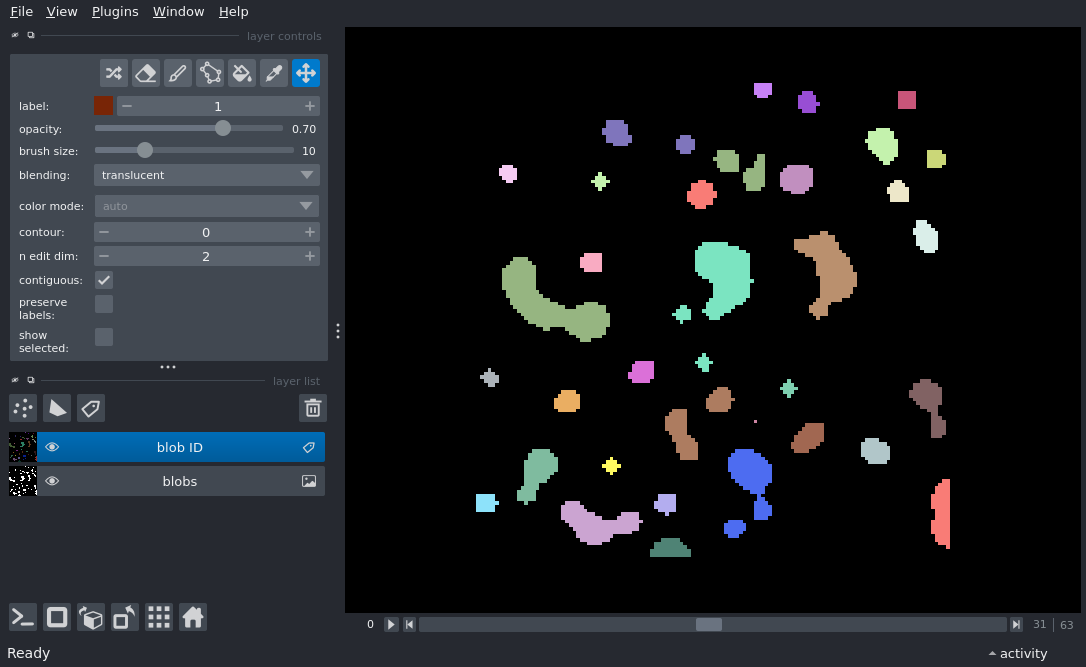 File View Plugins Window Help
layer controls
label: 1
opacity: 0.70
brush size: 10
blending: translucent
color mode: auto
contour: 0
n edit dim: 2
contiguous:
preserve
labels:
show
selected:
layer list
blob ID
blobs
0 31 | 63
Ready activity